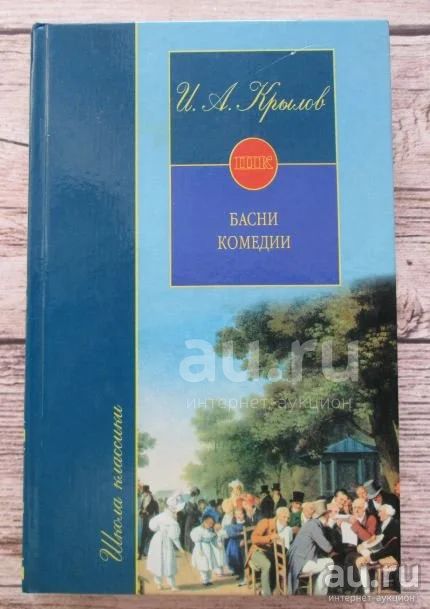 И. А. Крылов
ШК
БАСНИ
КОМЕДИИ
Школа классики
au.ru
интернет-аукцион
au.ru
интернет-аукцион